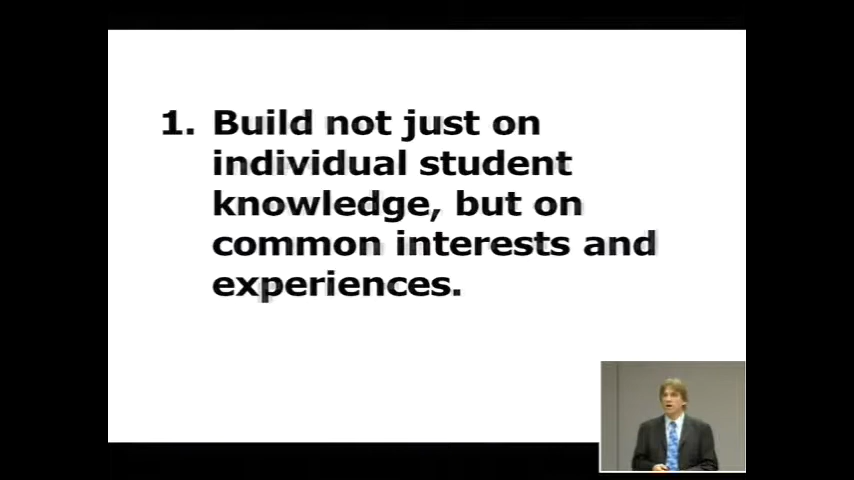 1. Build not just on
individual student
knowledge, but on
common interests and
experiences.